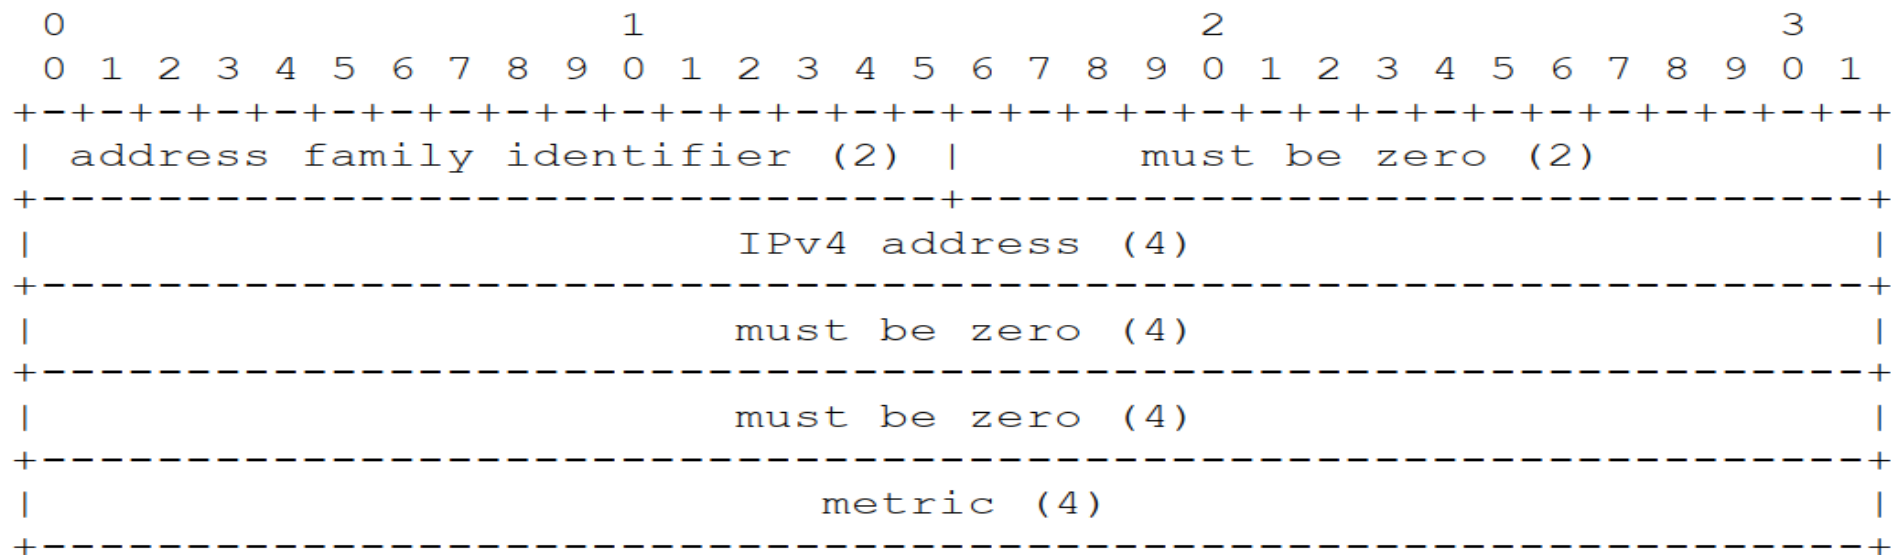 0                   1                   2                   3
0 1 2 3 4 5 6 7 8 9 0 1 2 3 4 5 6 7 8 9 0 1 2 3 4 5 6 7 8 9 0 1
+-+-+-+-+-+-+-+-+-+-+-+-+-+-+-+-+-+-+-+-+-+-+-+-+-+-+-+-+-+-+-+-+
| address family identifier (2) |      must be zero (2)         |
+-------------------------------+-------------------------------+
|                        IPv4 address (4)                       |
+---------------------------------------------------------------+
|                        must be zero (4)                       |
+---------------------------------------------------------------+
|                        must be zero (4)                       |
+---------------------------------------------------------------+
|                           metric (4)                          |
+---------------------------------------------------------------+